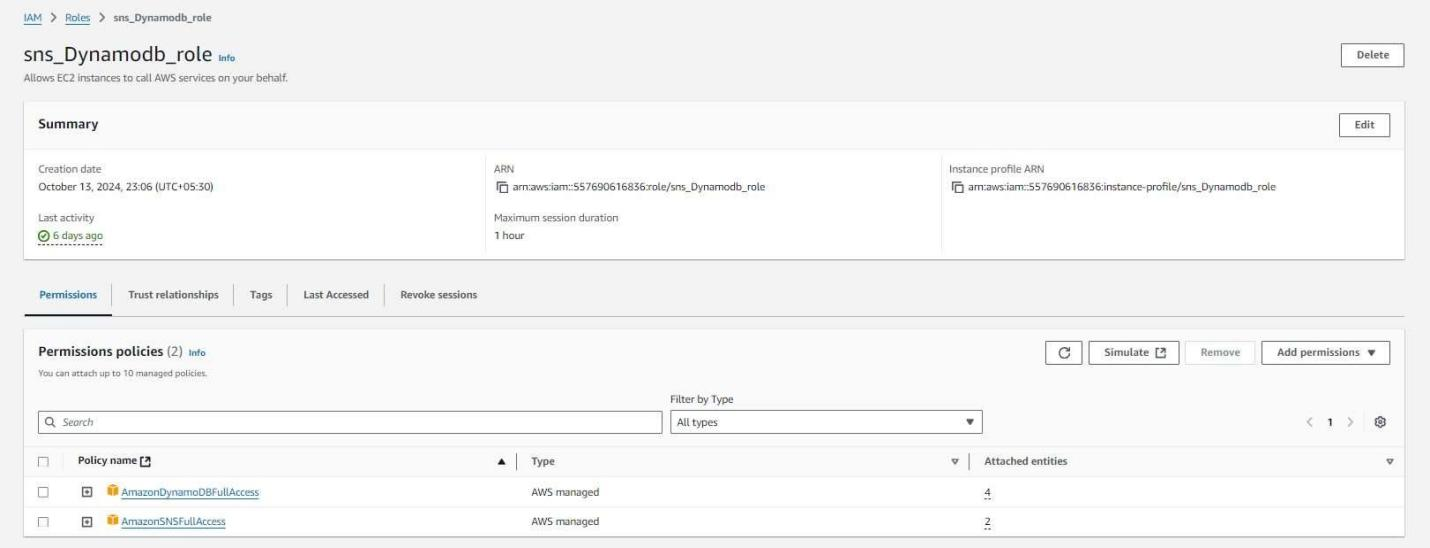 IAM > Roles > sns_Dynamodb_role
sns_Dynamodb_role Info
Delete
Allows EC2 instances to call AWS services on your behalf.
Summary
Edit
Creation date
October 13, 2024, 23:06 (UTC+05:30)
ARN
arn:aws:iam::557690616836:role/sns_Dynamodb_role
Instance profile ARN
arn:aws:iam::557690616836:instance-profile/sns_Dynamodb_role
Last activity
6 days ago
Maximum session duration
1 hour
Permissions Trust relationships Tags Last Accessed Revoke sessions
Permissions policies (2) Info
Simulate Remove Add permissions
You can attach up to 10 managed policies.
Filter by Type
Search
All types
1
Policy name Type Attached entities
AmazonDynamoDBFullAccess AWS managed 4
AmazonSNSFullAccess AWS managed 2